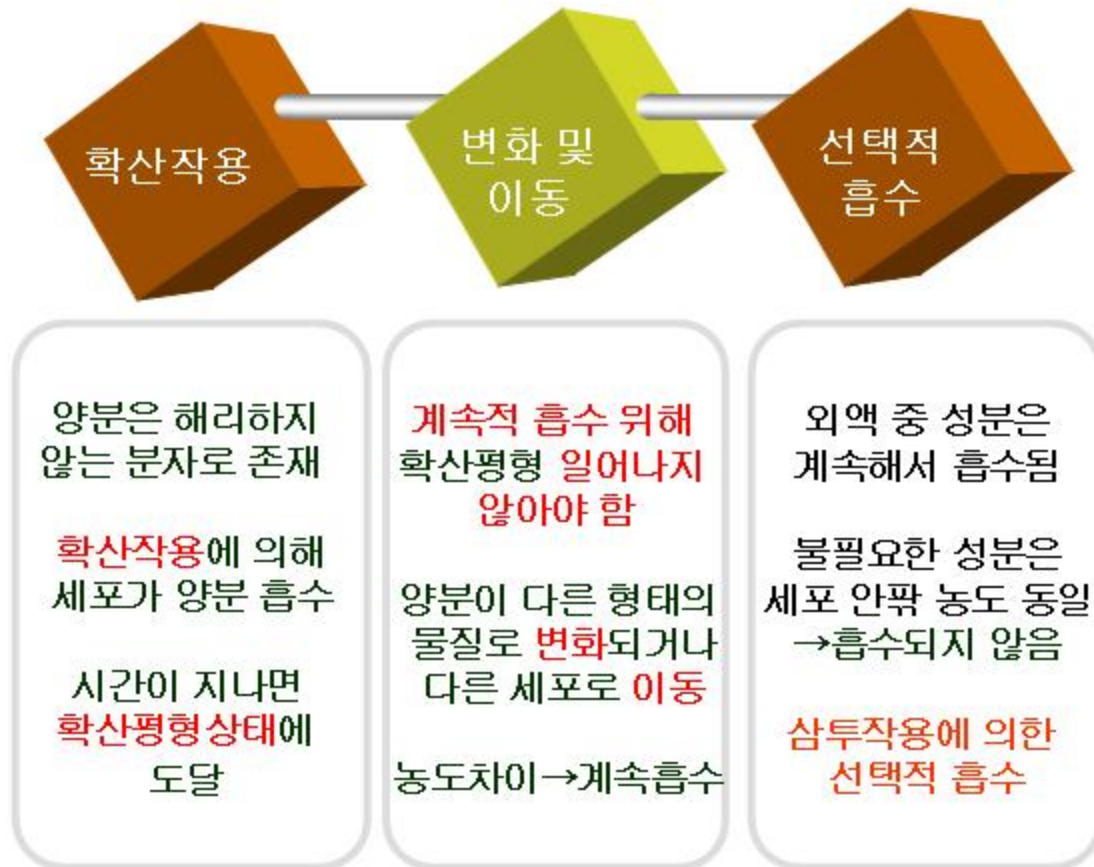 확산작용
변화 및
이동
선택적
흡수
양분은 해리하지
않는 분자로 존재
확산작용에 의해
세포가 양분 흡수
시간이 지나면
확산평형상태에
도달
계속적 흡수 위해
확산평형 일어나지
않아야 함
양분이 다른 형태의
물질로 변화되거나
다른 세포로 이동
농도차이→계속흡수
외액 중 성분은
계속해서 흡수됨
불필요한 성분은
세포 안팎 농도 동일
→흡수되지 않음
삼투작용에 의한
선택적 흡수